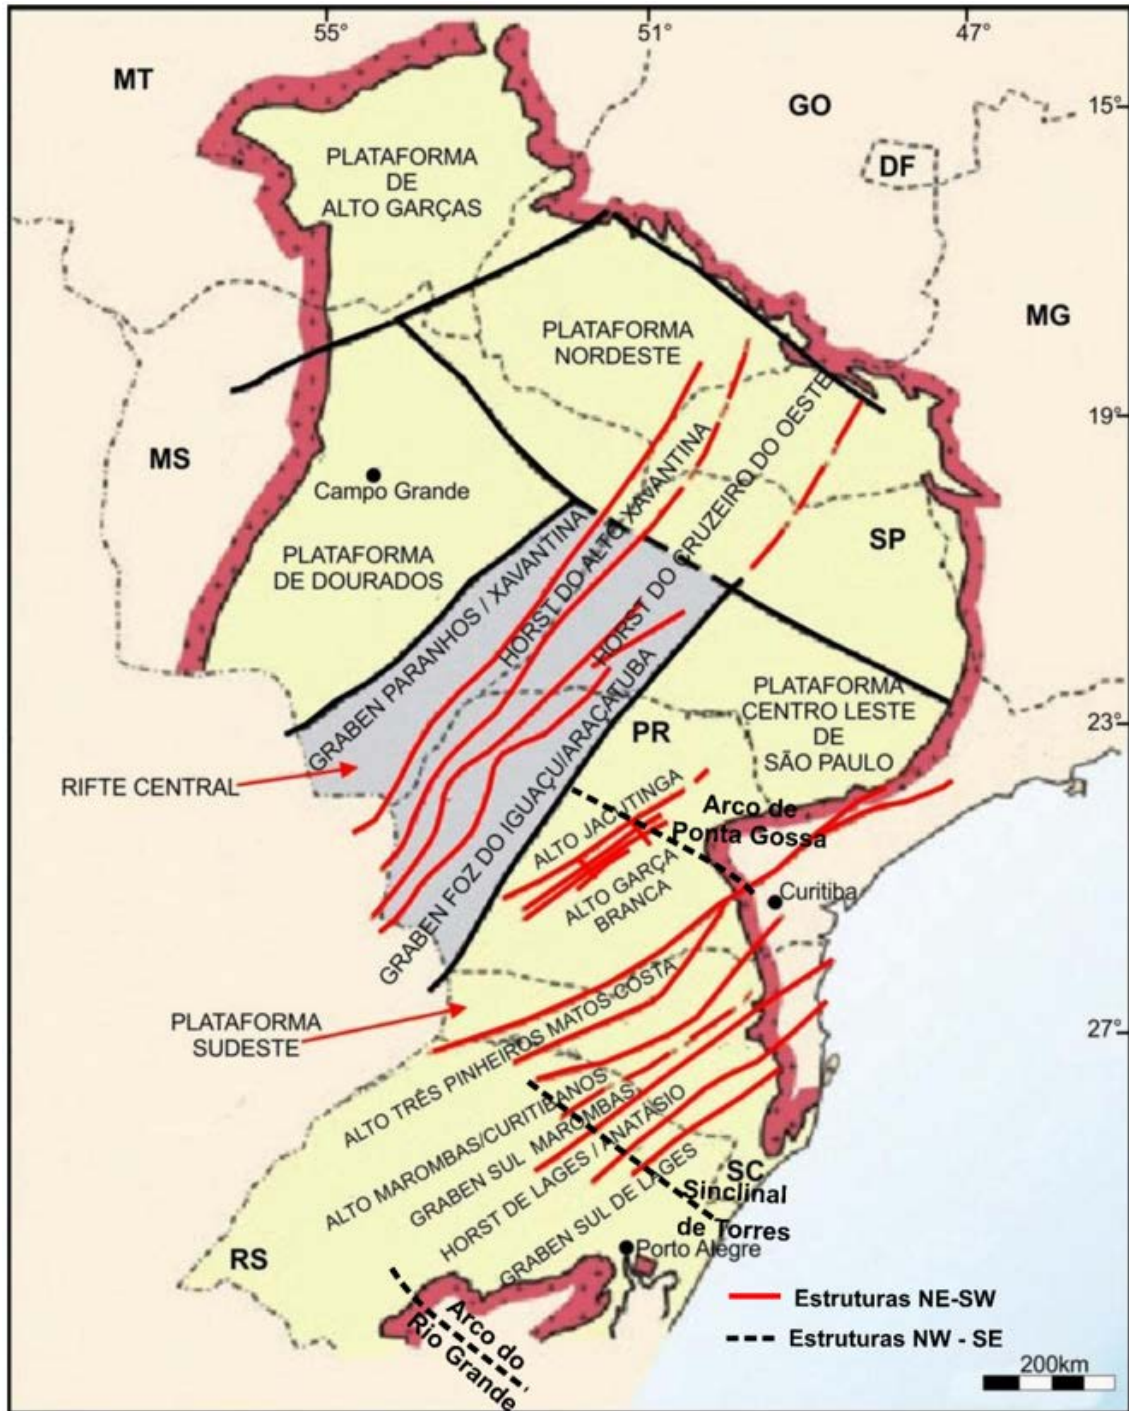 55°
51°
47°
MT
GO
15°
DF
PLATAFORMA
DE
ALTO GARÇAS
MG
PLATAFORMA
NORDESTE
19°
MS
Campo Grande
SP
PLATAFORMA
DE DOURADOS
GRABEN PARANHOS / XAVANTINA
HORST DO ALTO XAVANTINA
HORST DO CRUZEIRO DO OESTE
GRABEN FOZ DO IGUAÇU/ARAÇATUBA
PLATAFORMA
CENTRO LESTE
DE
SÃO PAULO
23°
PR
RIFTE CENTRAL
ALTO JACUTINGA
Arco de
Ponta Gossa
ALTO GARÇA
BRANCA
Curitiba
PLATAFORMA
SUDESTE
27°
ALTO TRÊS PINHEIROS MATOS COSTA
ALTO MAROMBAS/CURITIBANOS
GRABEN SUL MAROMBAS
HORST DE LAGES / ANATÁSIO
GRABEN SUL DE LAGES
SC
Sinclinal
de Torres
RS
Porto Alegre
Arco do
Rio Grande
Estruturas NE-SW
Estruturas NW - SE
200km